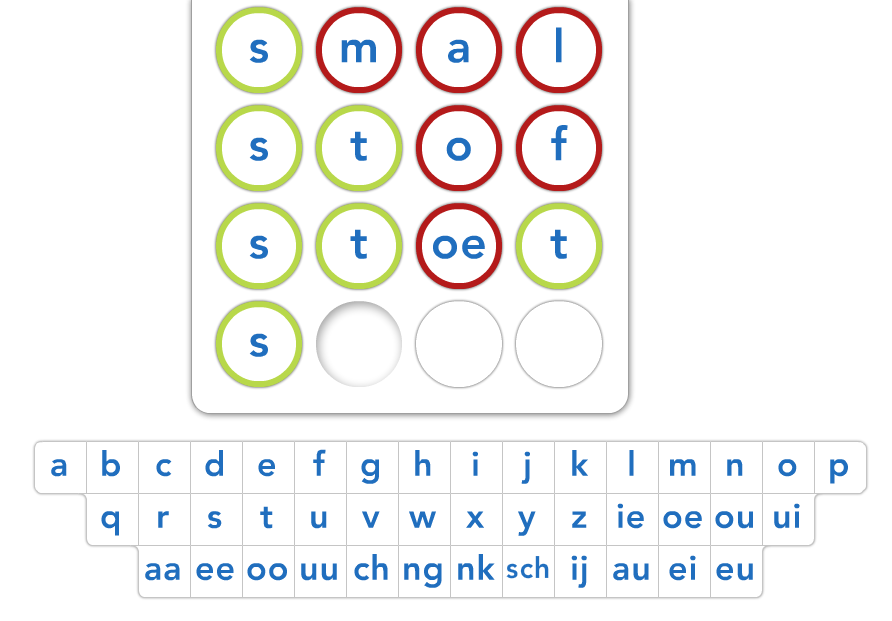 s m a l
s t o f
s t oe t
s
a b c d e f g h i j k l m n o p
q r s t u v w x y z ie oe ou ui
aa ee oo uu ch ng nk sch ij au ei eu